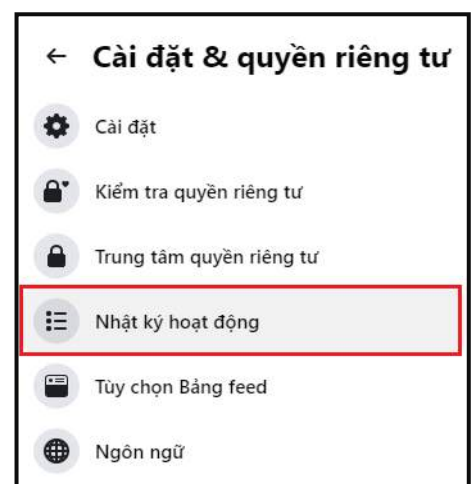 Cài đặt & quyền riêng tư
Cài đặt
Kiểm tra quyền riêng tư
Trung tâm quyền riêng tư
Nhật ký hoạt động
Tùy chọn Bảng feed
Ngôn ngữ